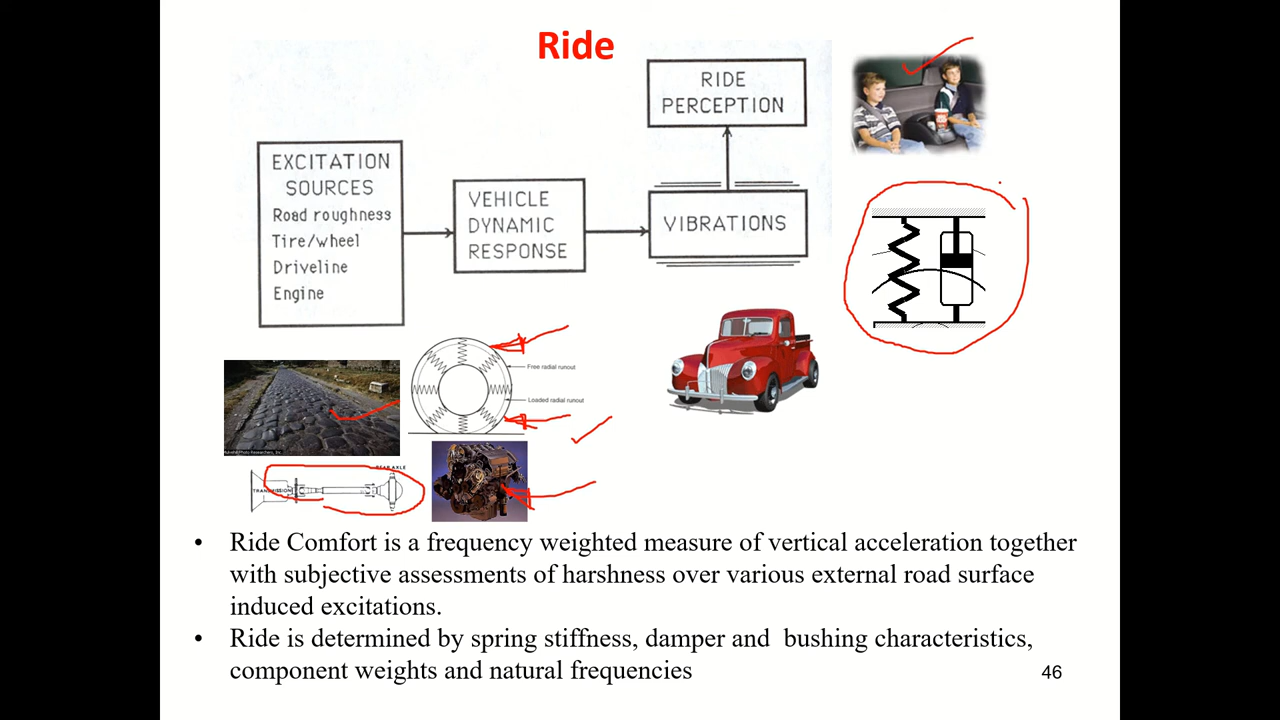 Ride
RIDE
PERCEPTION
EXCITATION
SOURCES
Road roughness
Tire/wheel
Driveline
Engine
VEHICLE
DYNAMIC
RESPONSE
VIBRATIONS
Free radial runout
Loaded radial runout
REAR AXLE
TRANSMISSION
• Ride Comfort is a frequency weighted measure of vertical acceleration together
with subjective assessments of harshness over various external road surface
induced excitations.
• Ride is determined by spring stiffness, damper and bushing characteristics,
component weights and natural frequencies
46